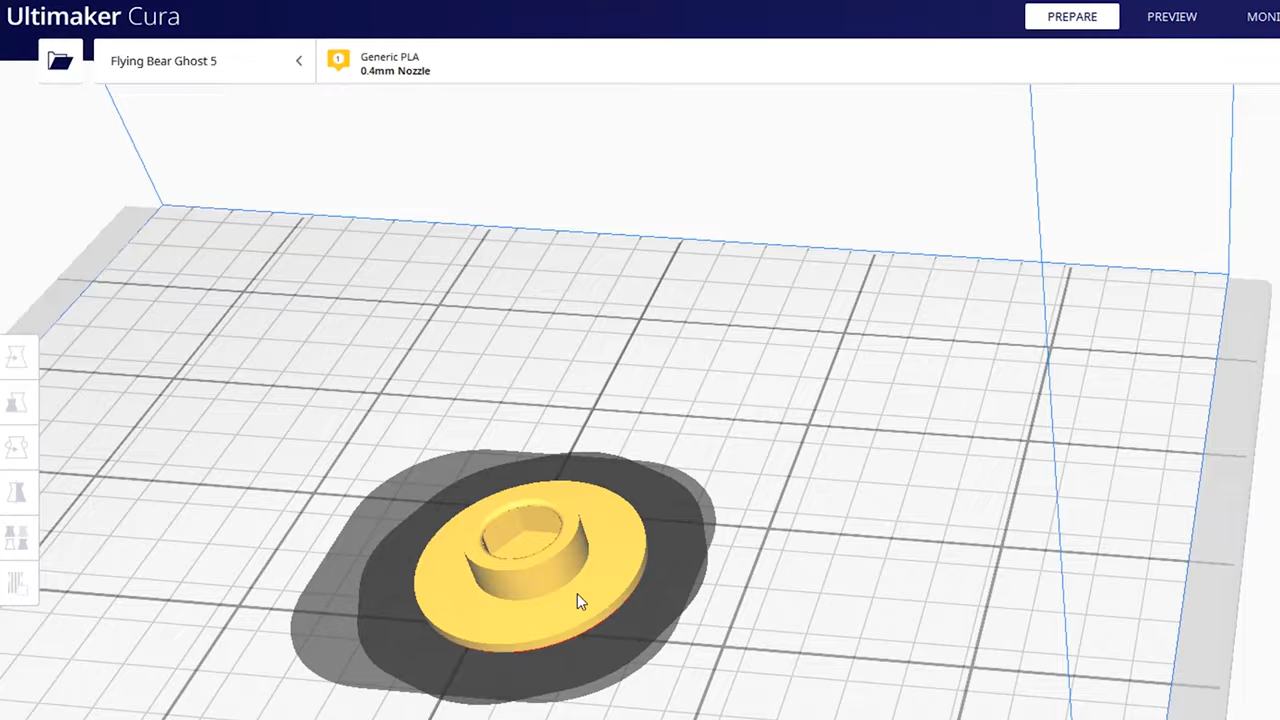 Ultimaker Cura
PREPARE
PREVIEW
MONI
Flying Bear Ghost 5
1
Generic PLA
0.4mm Nozzle